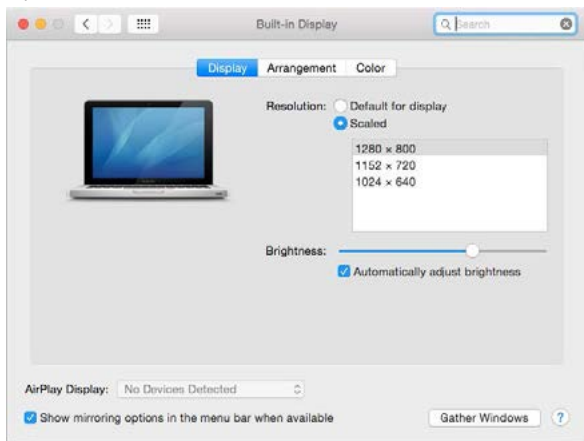 Built-in Display
Search
Display Arrangement Color
Resolution: Default for display
Scaled
1280 × 800
1152 × 720
1024 × 640
Brightness:
Automatically adjust brightness
AirPlay Display: No Devices Detected
Show mirroring options in the menu bar when available
Gather Windows ?